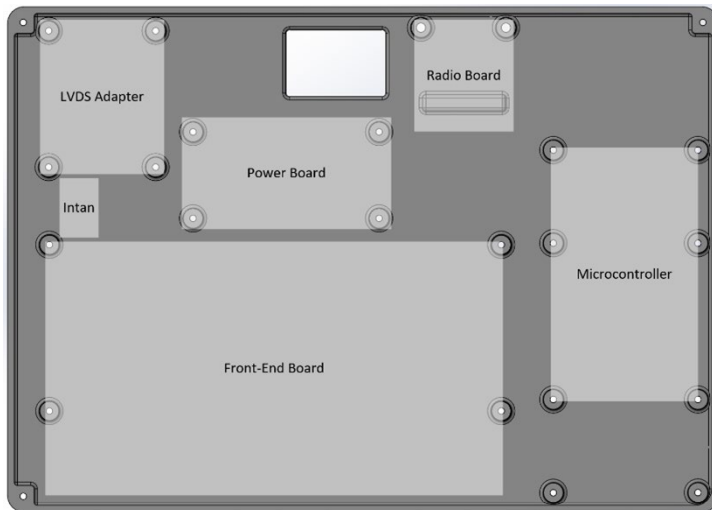 LVDS Adapter
Radio Board
Power Board
Intan
Microcontroller
Front-End Board